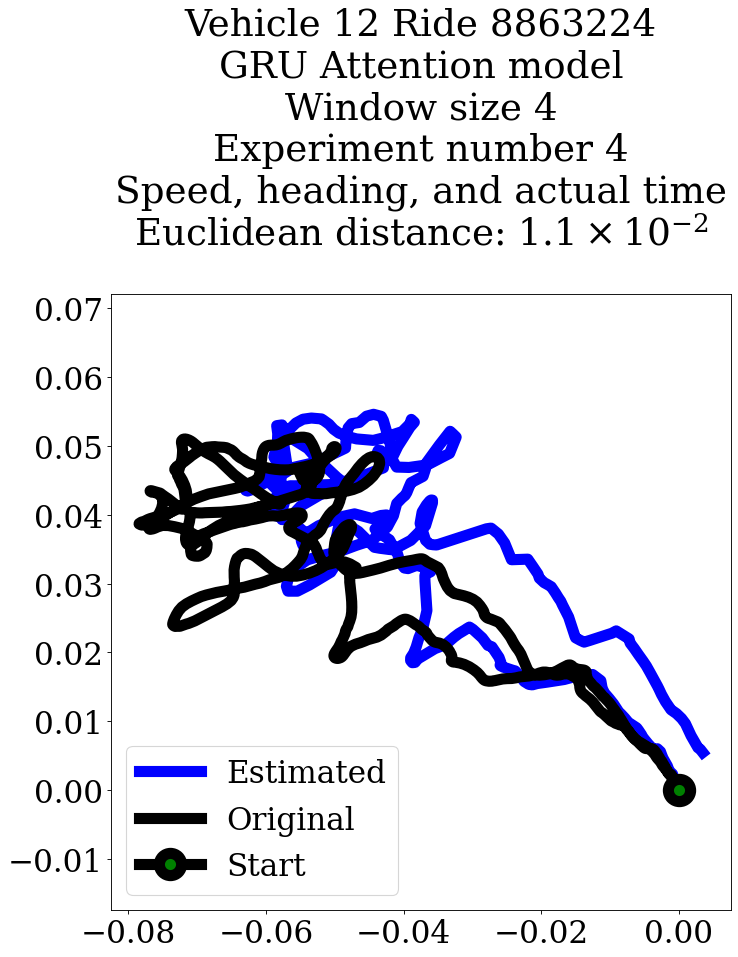 Vehicle 12 Ride 8863224
GRU Attention model
Window size 4
Experiment number 4
Speed, heading, and actual time
Euclidean distance: 1.1 × 10⁻²
0.07
0.06
0.05
0.04
0.03
0.02
0.01
0.00
−0.01
Estimated
Original
Start
−0.08 −0.06 −0.04 −0.02 0.00